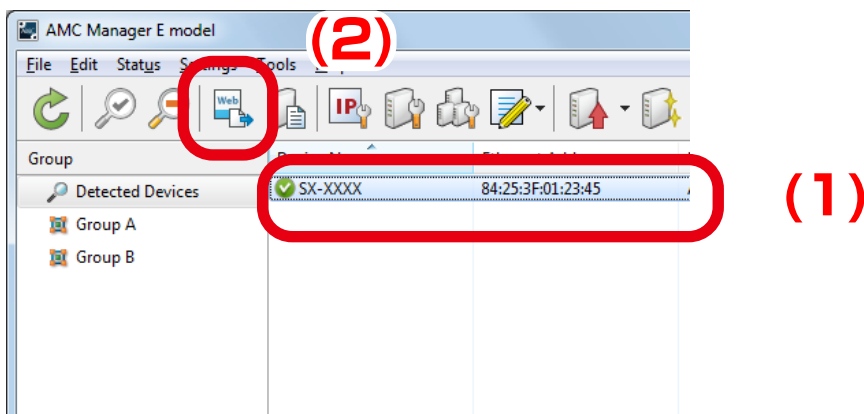 AMC Manager E model
(2)
File Edit Status Tools
Web IP
Group
Detected Devices SX-XXXX 84:25:3F:01:23:45
(1)
Group A
Group B